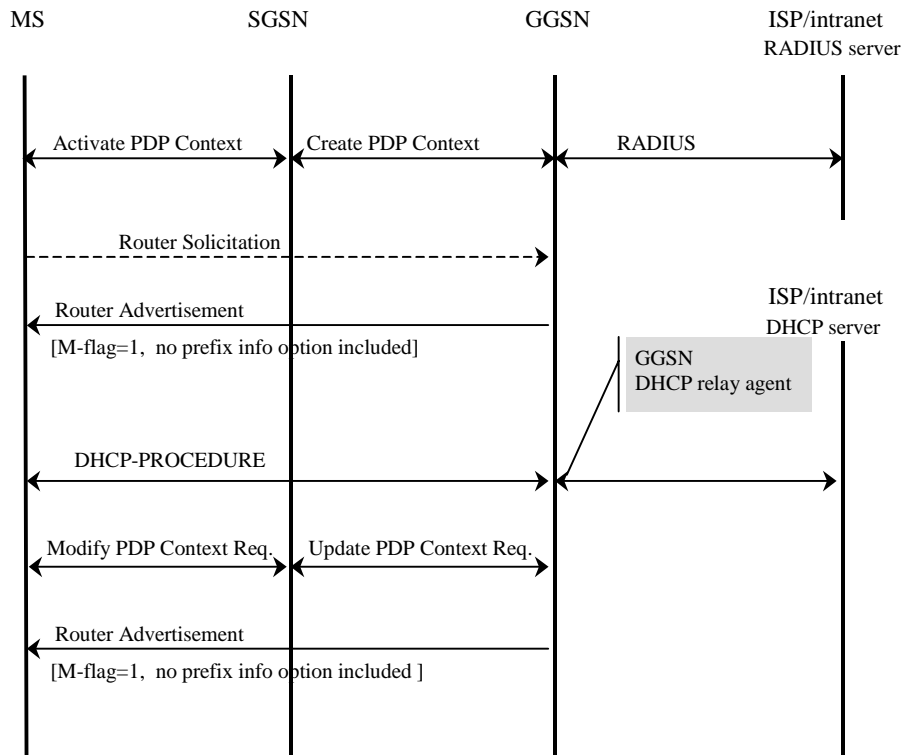 MS
SGSN
GGSN
ISP/intranet
RADIUS server
Activate PDP Context
Create PDP Context
RADIUS
Router Solicitation
Router Advertisement
[M-flag=1, no prefix info option included]
ISP/intranet
DHCP server
GGSN
DHCP relay agent
DHCP-PROCEDURE
Modify PDP Context Req.
Update PDP Context Req.
Router Advertisement
[M-flag=1, no prefix info option included ]